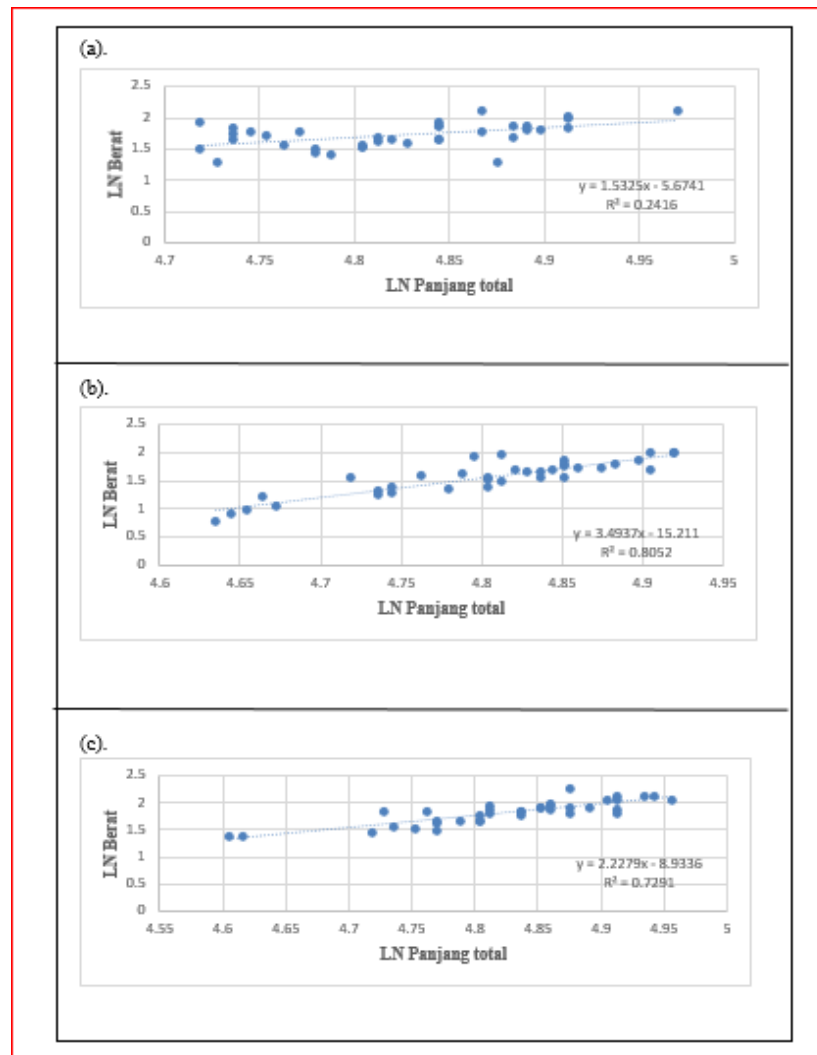 (a).
2.5
2
1.5
1
0.5
0
LN Berat
y = 1.5325x - 5.6741
R² = 0.2416
4.7 4.75 4.8 4.85 4.9 4.95 5
LN Panjang total
(b).
2.5
2
1.5
1
0.5
0
LN Berat
y = 3.4937x - 15.211
R² = 0.8052
4.6 4.65 4.7 4.75 4.8 4.85 4.9 4.95
LN Panjang total
(c).
2.5
2
1.5
1
0.5
0
LN Berat
y = 2.2279x - 8.9336
R² = 0.7291
4.55 4.6 4.65 4.7 4.75 4.8 4.85 4.9 4.95 5
LN Panjang total